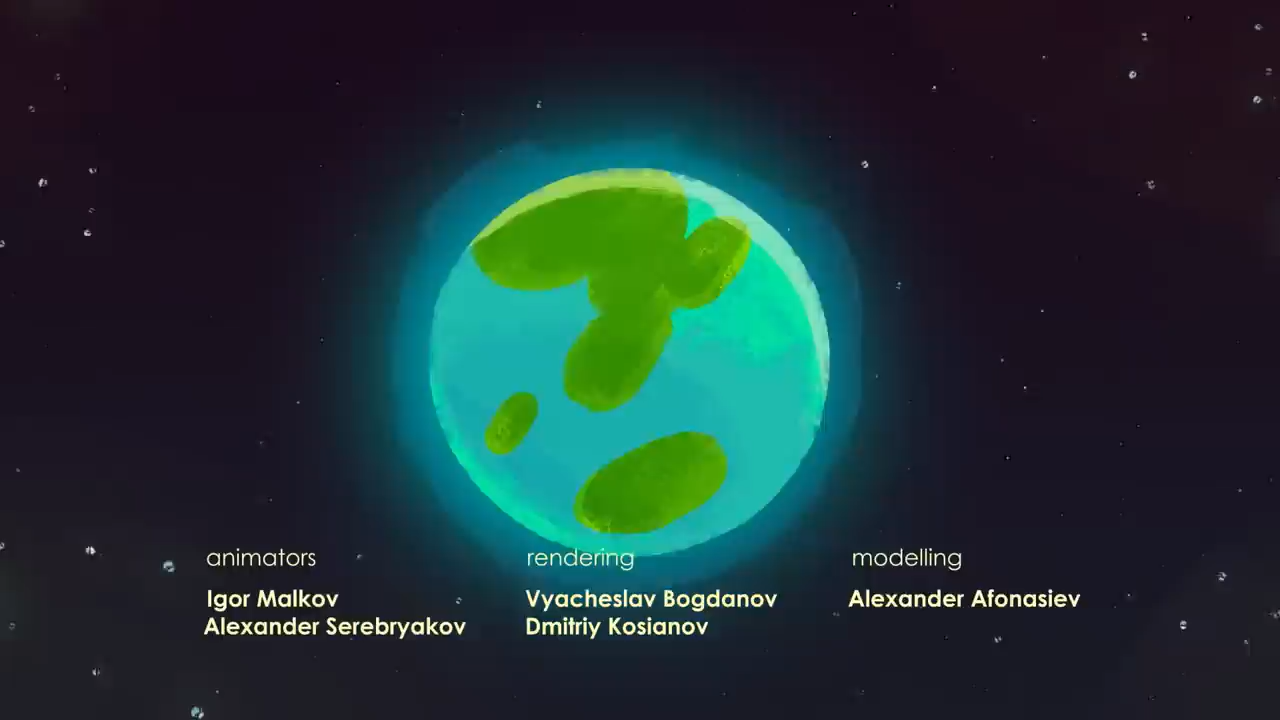 animators
Igor Malkov
Alexander Serebryakov
rendering
Vyacheslav Bogdanov
Dmitriy Kosianov
modelling
Alexander Afonasiev